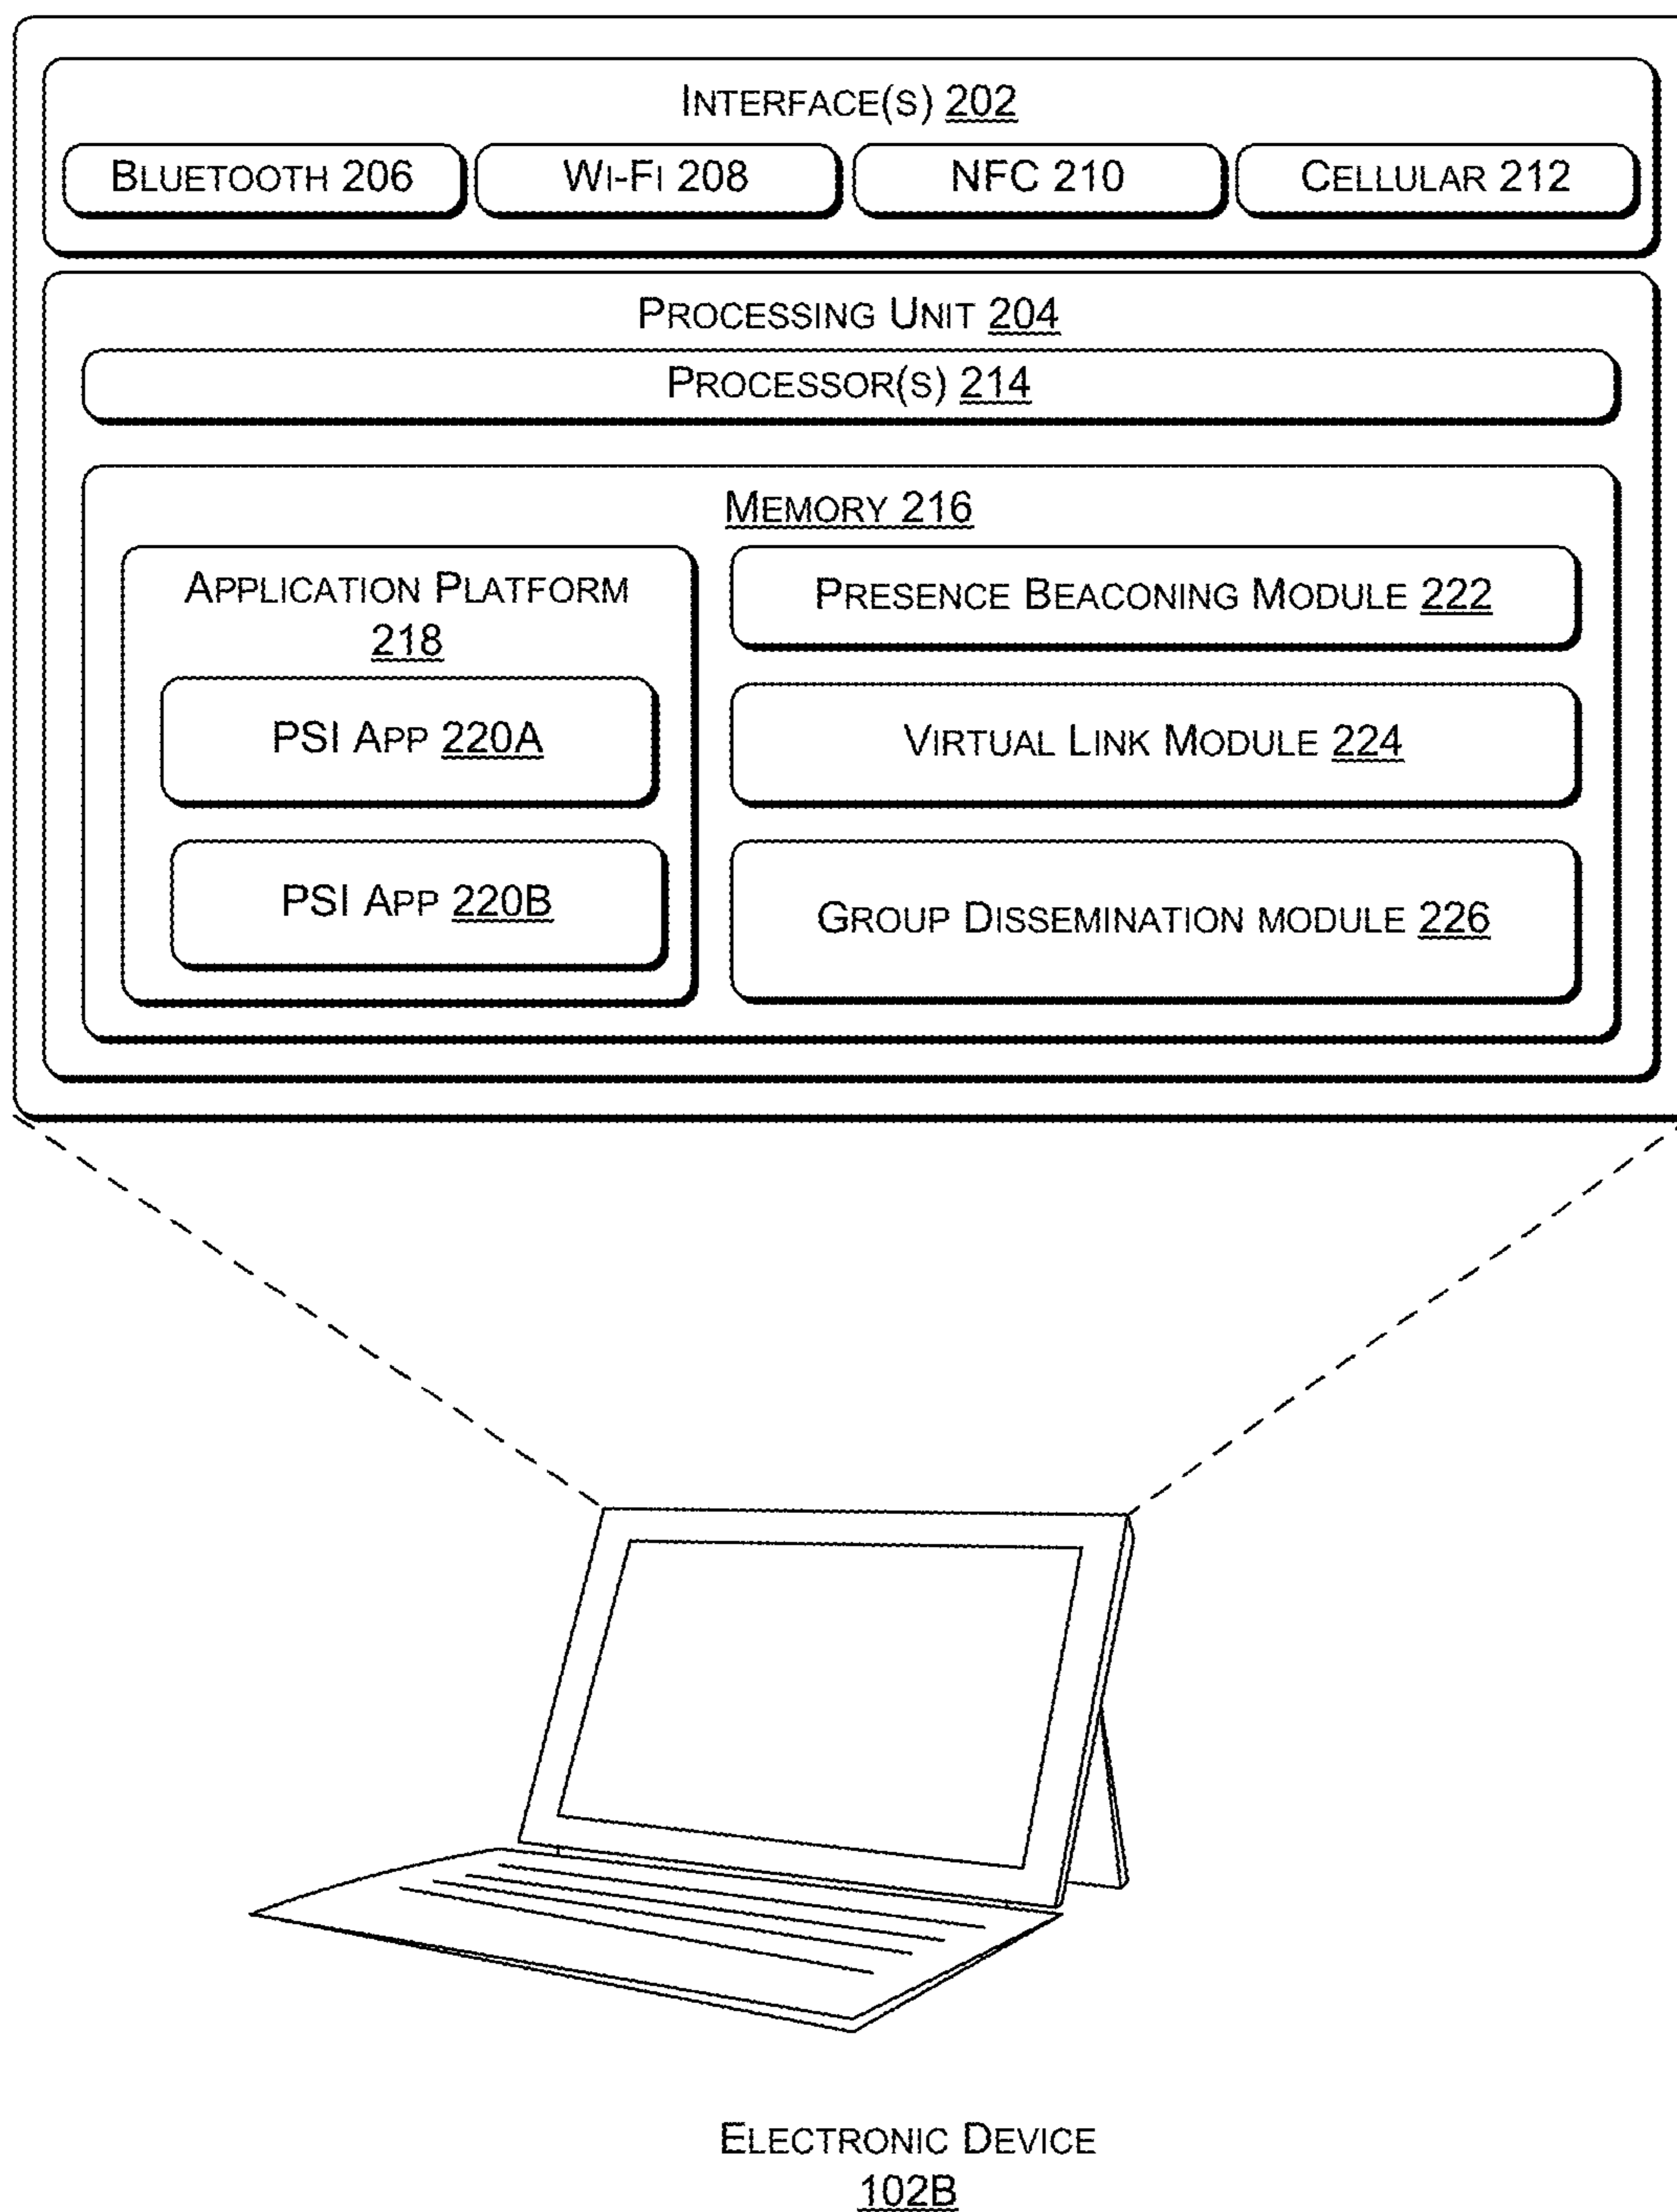 INTERFACE(S) 202
BLUETOOTH 206 WI-FI 208 NFC 210 CELLULAR 212
PROCESSING UNIT 204
PROCESSOR(S) 214
MEMORY 216
APPLICATION PLATFORM
218
PSI APP 220A
PSI APP 220B
PRESENCE BEACONING MODULE 222
VIRTUAL LINK MODULE 224
GROUP DISSEMINATION MODULE 226
ELECTRONIC DEVICE
102B